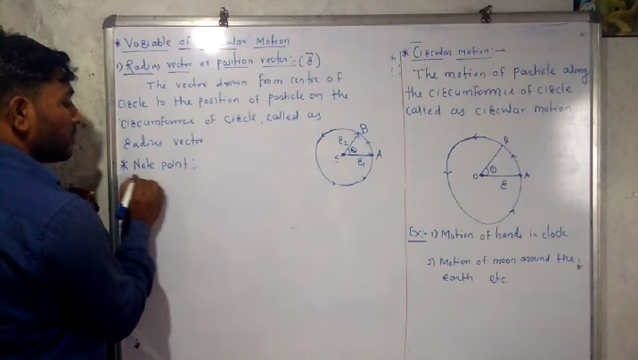 * Variable of circular Motion
1) Radius vector or position vector :- (r⃗)
The vector drawn from centre of
circle to the position of particle on the
circumference of circle, called as
radius vector
* Note point :
B
r2
θ
C
r1
A
* Circular motion :-
The motion of particle along
the circumference of circle
called as circular motion
B
θ
O
r
A
Ex:- 1) Motion of hands in clock
2) Motion of moon around the
earth etc